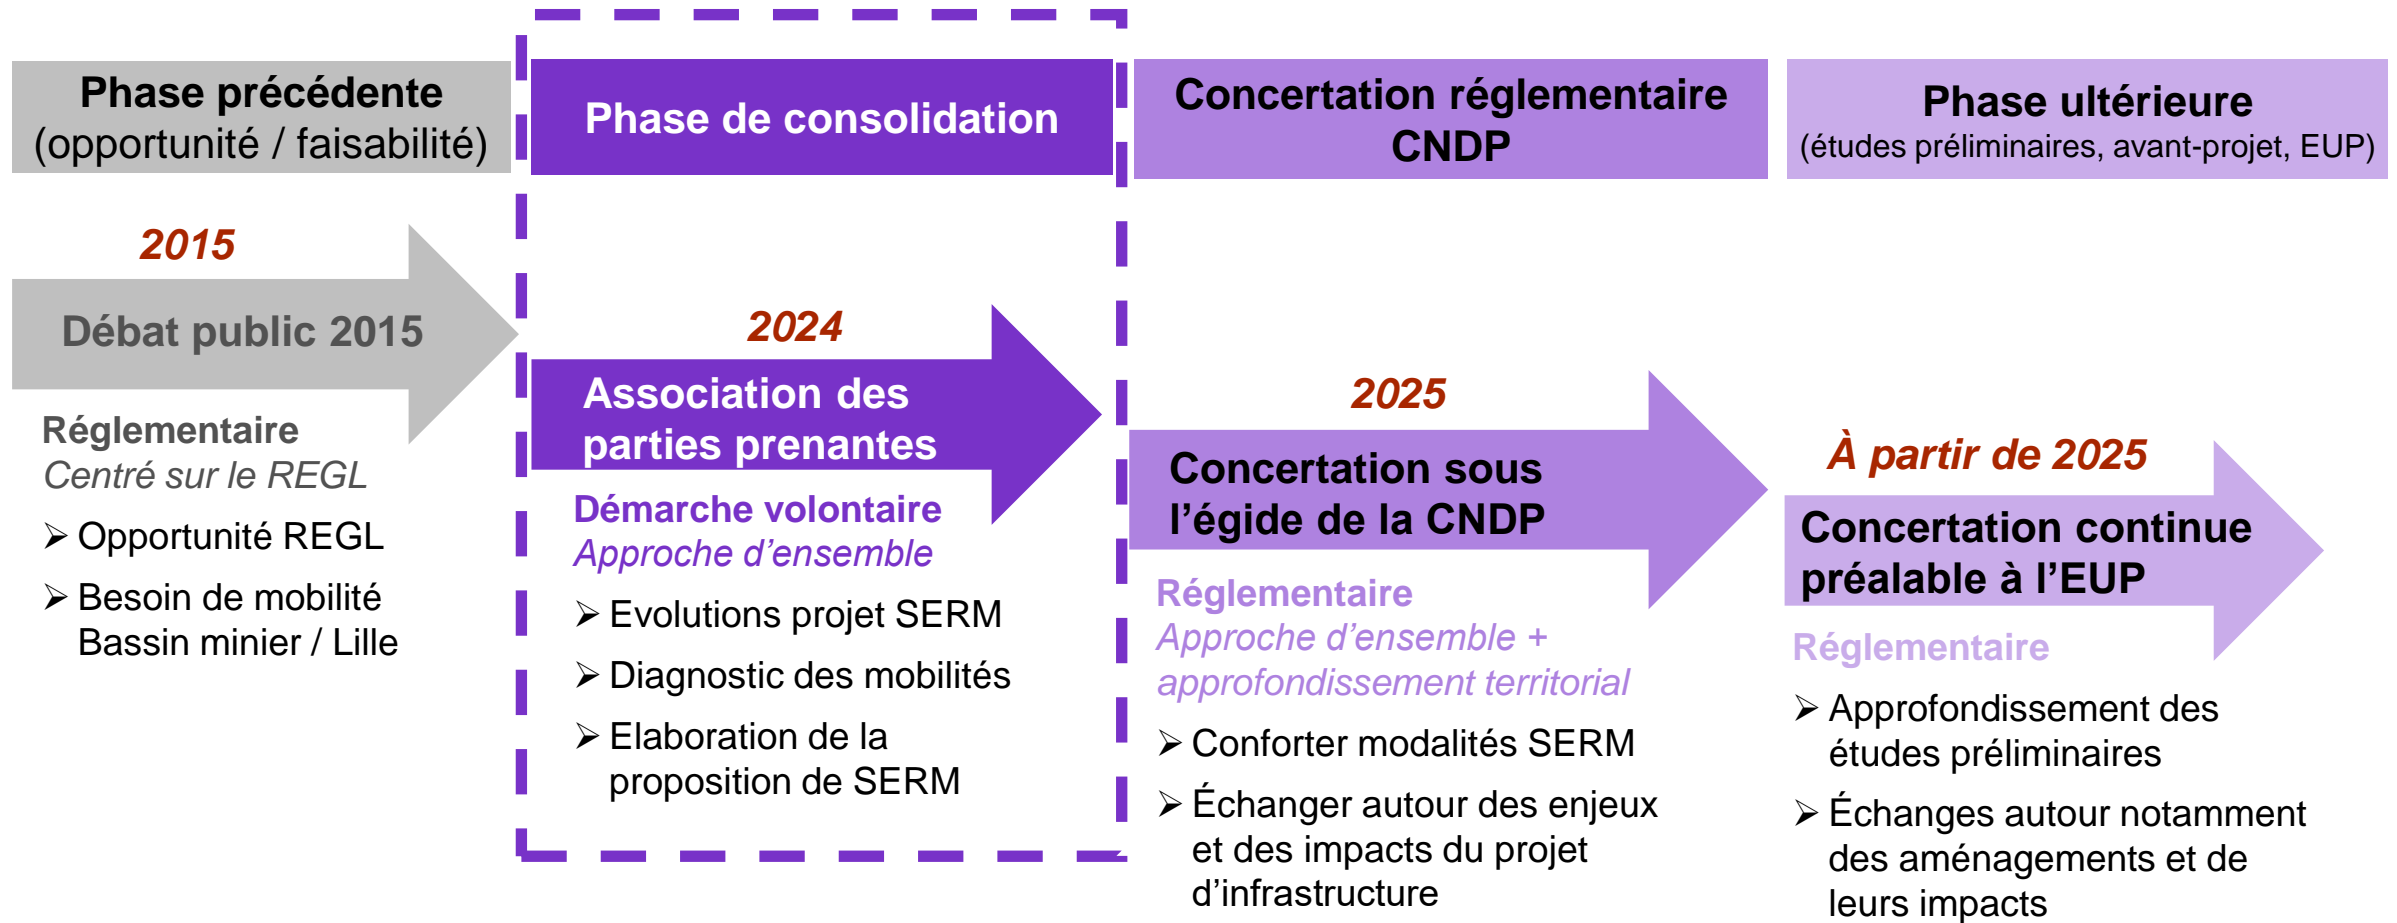 Phase précédente
(opportunité / faisabilité)
2015
Débat public 2015
Réglementaire
Centré sur le REGL
➢ Opportunité REGL
➢ Besoin de mobilité
Bassin minier / Lille
Phase de consolidation
2024
Association des
parties prenantes
Démarche volontaire
Approche d’ensemble
➢ Evolutions projet SERM
➢ Diagnostic des mobilités
➢ Elaboration de la
proposition de SERM
Concertation réglementaire
CNDP
2025
Concertation sous
l’égide de la CNDP
Réglementaire
Approche d’ensemble +
approfondissement territorial
➢ Conforter modalités SERM
➢ Échanger autour des enjeux
et des impacts du projet
d’infrastructure
Phase ultérieure
(études préliminaires, avant-projet, EUP)
À partir de 2025
Concertation continue
préalable à l’EUP
Réglementaire
➢ Approfondissement des
études préliminaires
➢ Échanges autour notamment
des aménagements et de
leurs impacts